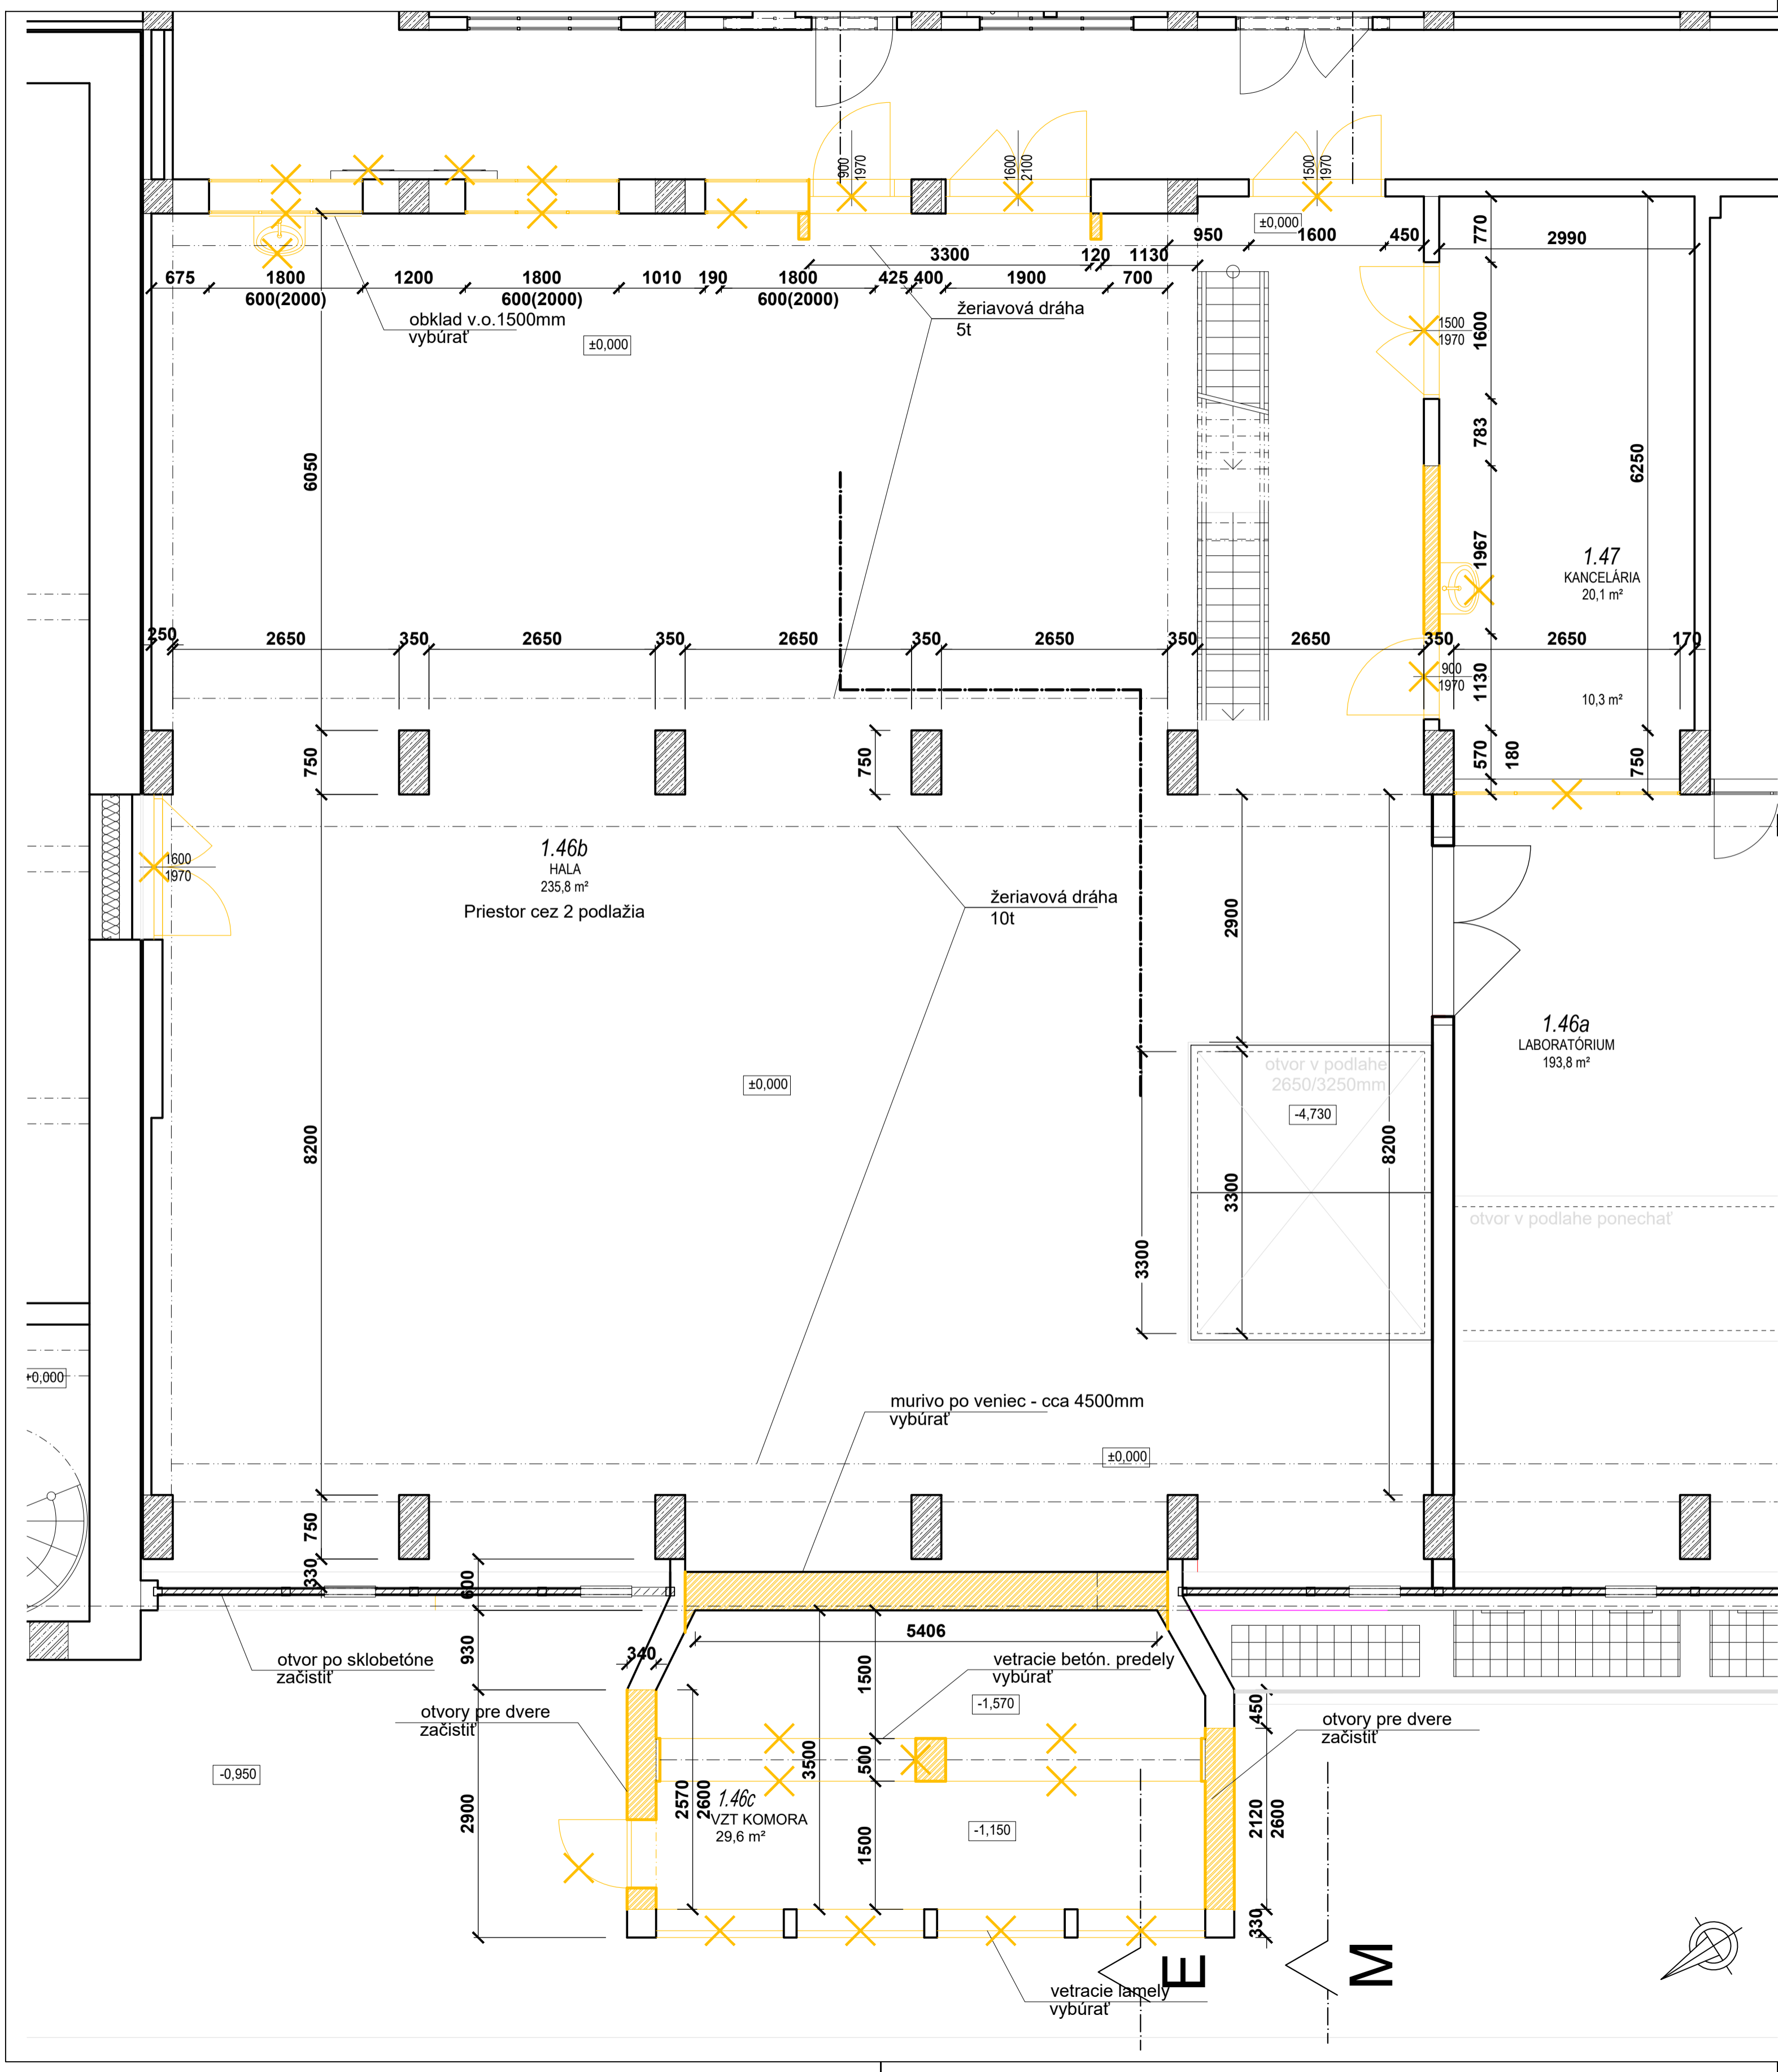 900
1970
1600
2100
1500
1970
±0,000
950
1600
450
770
2990
3300
120
1130
675
1800
1200
1800
1010
190
1800
425
400
1900
700
600(2000)
600(2000)
600(2000)
obklad v.o.1500mm
vybúrať
žeriavová dráha
5t
±0,000
1500
1970
1600
783
6050
6250
1967
1.47
KANCELÁRIA
20,1 m²
250
2650
350
2650
350
2650
350
2650
350
2650
350
2650
170
900
1970
1130
10,3 m²
750
750
570
180
750
1600
1970
1.46b
HALA
235,8 m²
Priestor cez 2 podlažia
žeriavová dráha
10t
2900
1.46a
LABORATÓRIUM
193,8 m²
±0,000
otvor v podlahe
2650/3250mm
-4,730
8200
8200
3300
3300
otvor v podlahe ponechať
+0,000
murivo po veniec - cca 4500mm
vybúrať
±0,000
750
330
600
930
340
5406
otvor po sklobetóne
začistiť
vetracie betón. predely
vybúrať
1500
-1,570
450
otvory pre dvere
začistiť
otvory pre dvere
začistiť
-0,950
2900
2570
2600
3500
500
1.46c
VZT KOMORA
29,6 m²
-1,150
1500
2120
2600
330
E
M
vetracie lamely
vybúrať